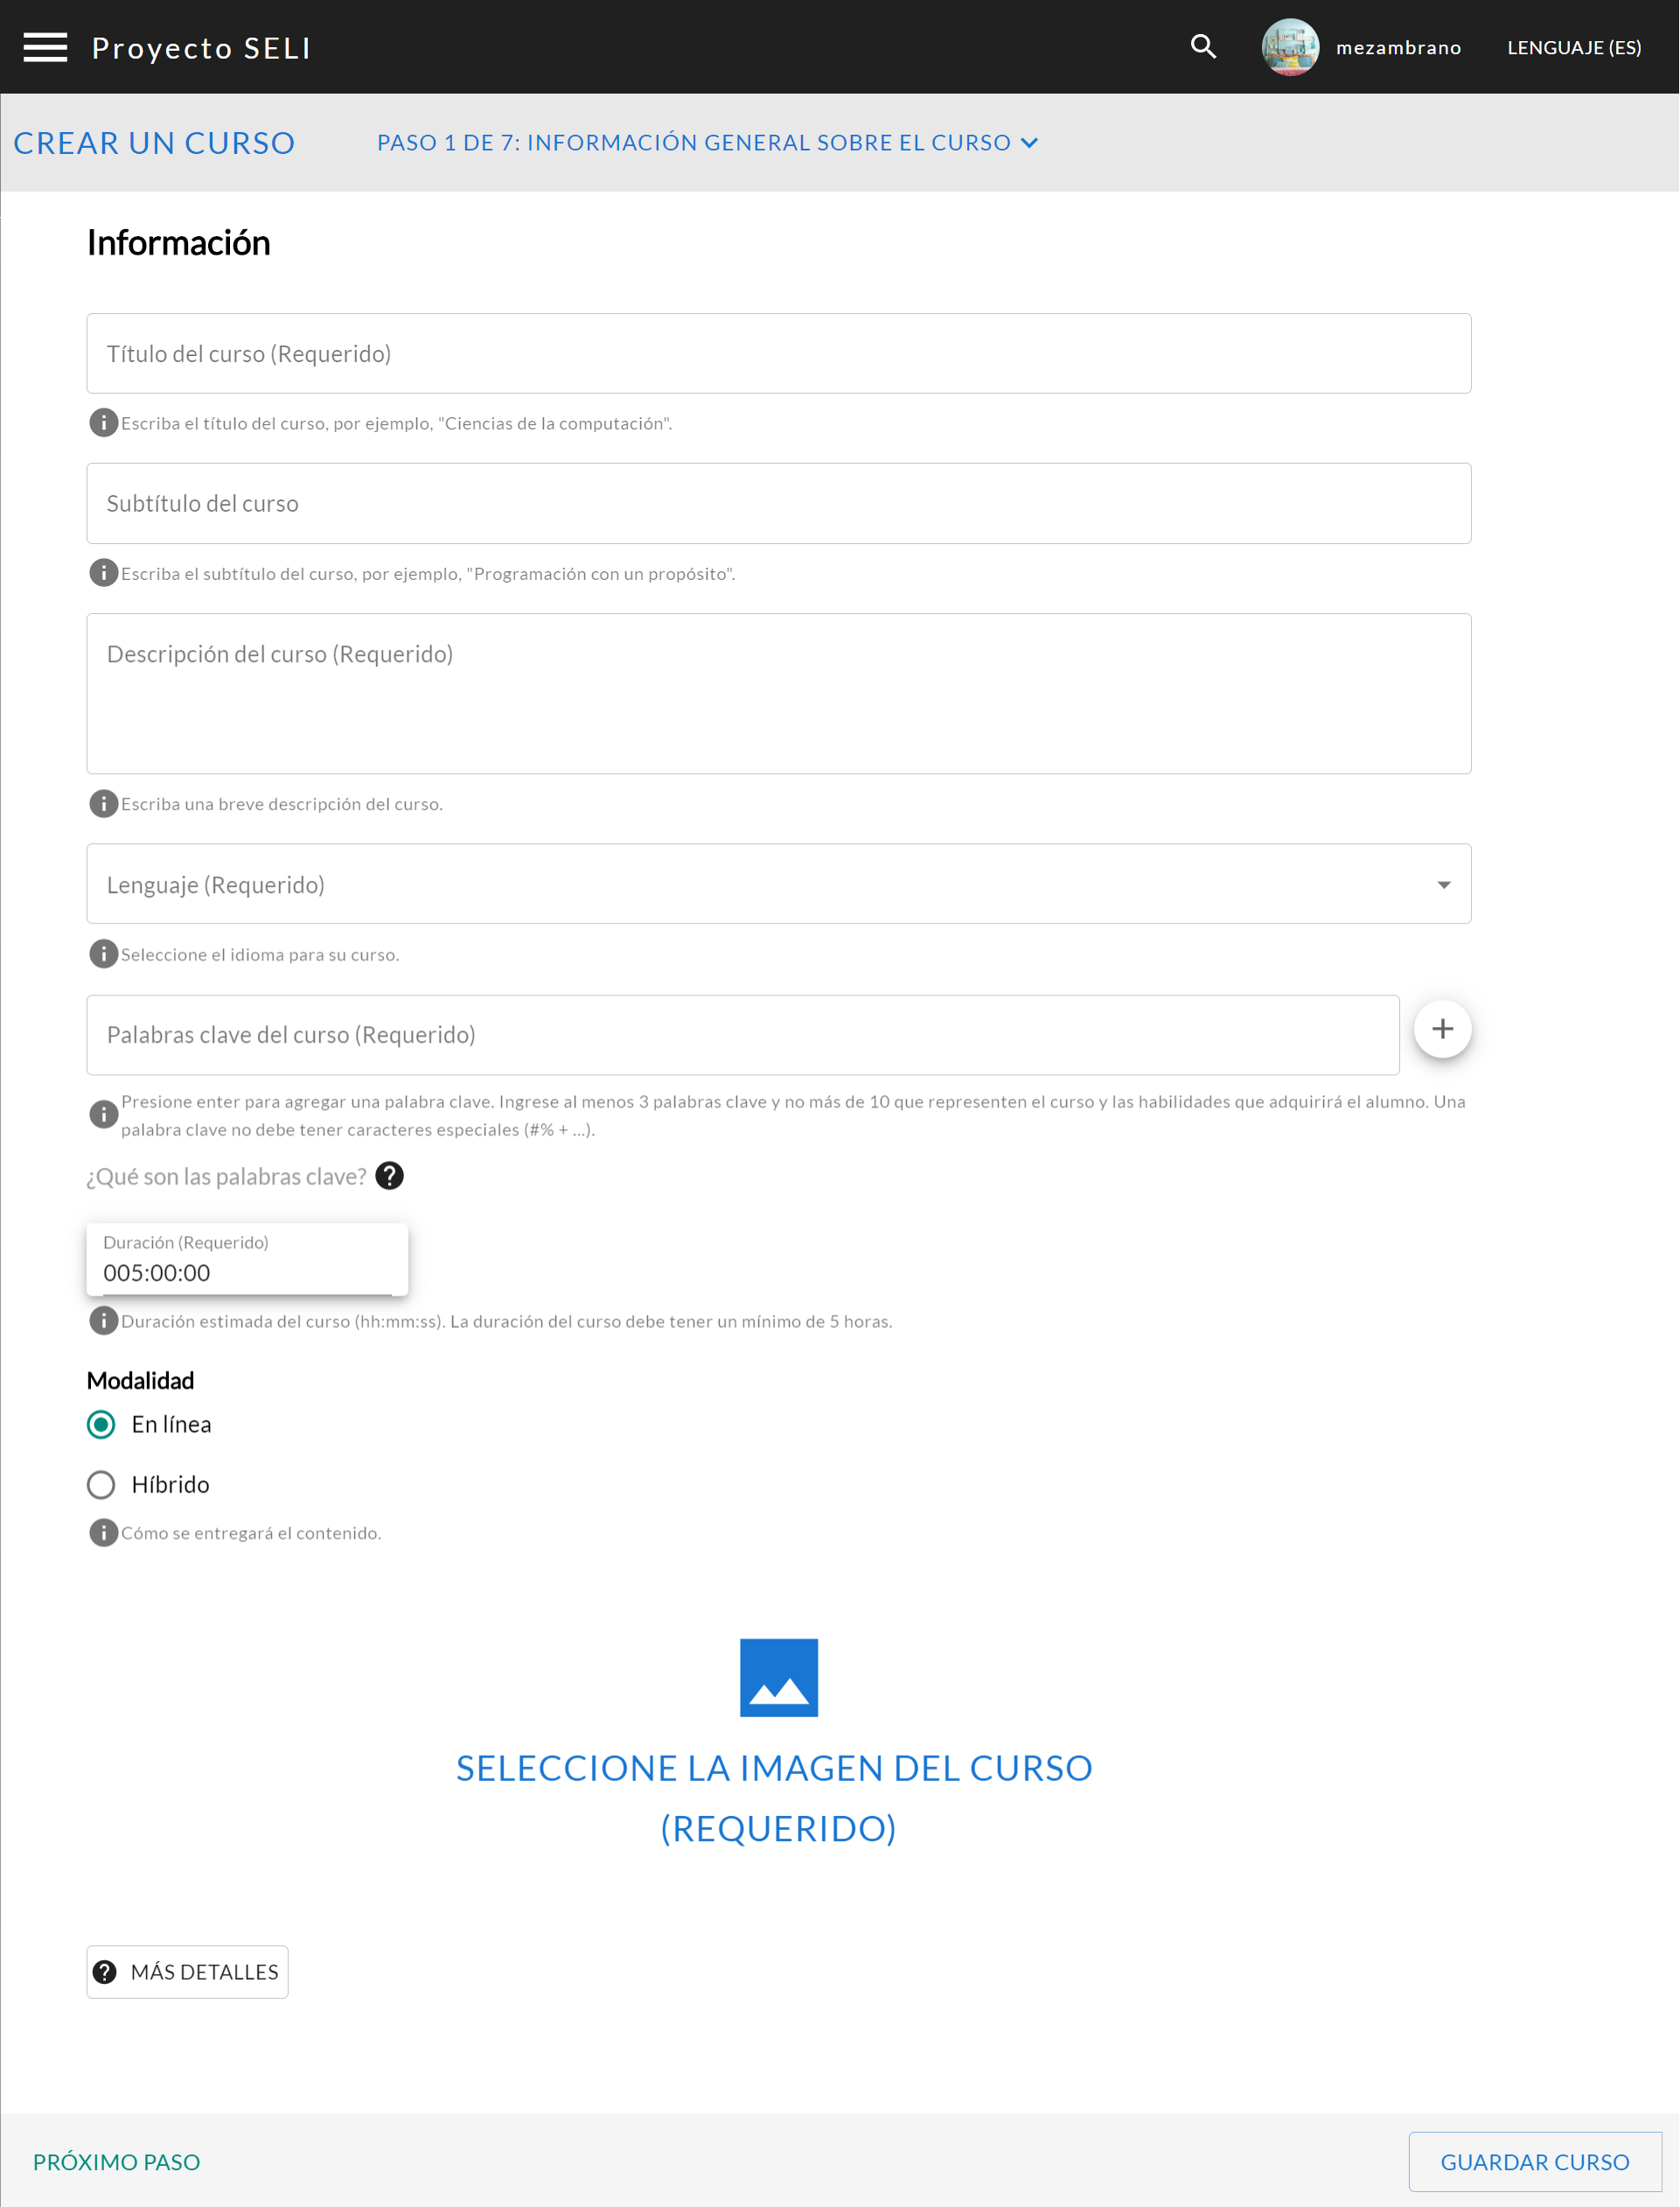 Proyecto SELI
mezambrano
LENGUAJE (ES)
CREAR UN CURSO
PASO 1 DE 7: INFORMACIÓN GENERAL SOBRE EL CURSO
Información
Título del curso (Requerido)
Escriba el título del curso, por ejemplo, "Ciencias de la computación".
Subtítulo del curso
Escriba el subtítulo del curso, por ejemplo, "Programación con un propósito".
Descripción del curso (Requerido)
Escriba una breve descripción del curso.
Lenguaje (Requerido)
Seleccione el idioma para su curso.
Palabras clave del curso (Requerido)
Presione enter para agregar una palabra clave. Ingrese al menos 3 palabras clave y no más de 10 que representen el curso y las habilidades que adquirirá el alumno. Una
palabra clave no debe tener caracteres especiales (#% + ...).
¿Qué son las palabras clave?
Duración (Requerido)
005:00:00
Duración estimada del curso (hh:mm:ss). La duración del curso debe tener un mínimo de 5 horas.
Modalidad
En línea
Híbrido
Cómo se entregará el contenido.
SELECCIONE LA IMAGEN DEL CURSO
(REQUERIDO)
MÁS DETALLES
PRÓXIMO PASO
GUARDAR CURSO